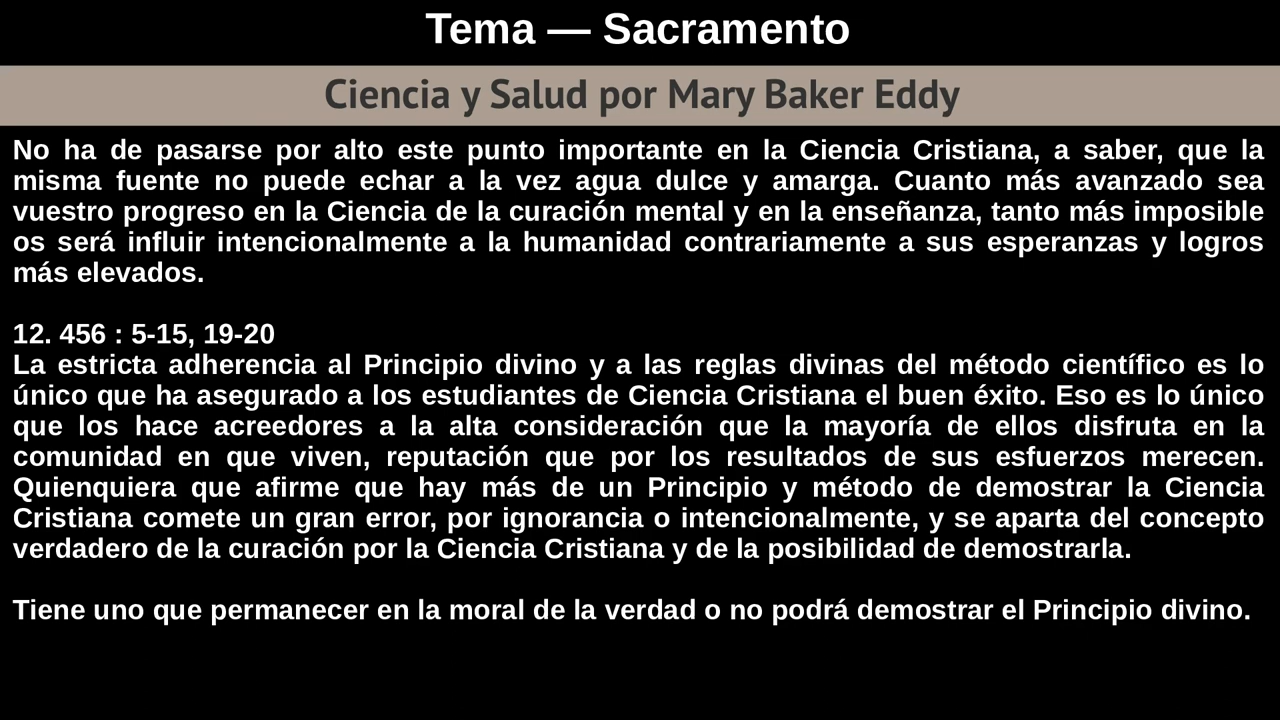 Tema — Sacramento
Ciencia y Salud por Mary Baker Eddy
No ha de pasarse por alto este punto importante en la Ciencia Cristiana, a saber, que la
misma fuente no puede echar a la vez agua dulce y amarga. Cuanto más avanzado sea
vuestro progreso en la Ciencia de la curación mental y en la enseñanza, tanto más imposible
os será influir intencionalmente a la humanidad contrariamente a sus esperanzas y logros
más elevados.
12. 456 : 5-15, 19-20
La estricta adherencia al Principio divino y a las reglas divinas del método científico es lo
único que ha asegurado a los estudiantes de Ciencia Cristiana el buen éxito. Eso es lo único
que los hace acreedores a la alta consideración que la mayoría de ellos disfruta en la
comunidad en que viven, reputación que por los resultados de sus esfuerzos merecen.
Quienquiera que afirme que hay más de un Principio y método de demostrar la Ciencia
Cristiana comete un gran error, por ignorancia o intencionalmente, y se aparta del concepto
verdadero de la curación por la Ciencia Cristiana y de la posibilidad de demostrarla.
Tiene uno que permanecer en la moral de la verdad o no podrá demostrar el Principio divino.